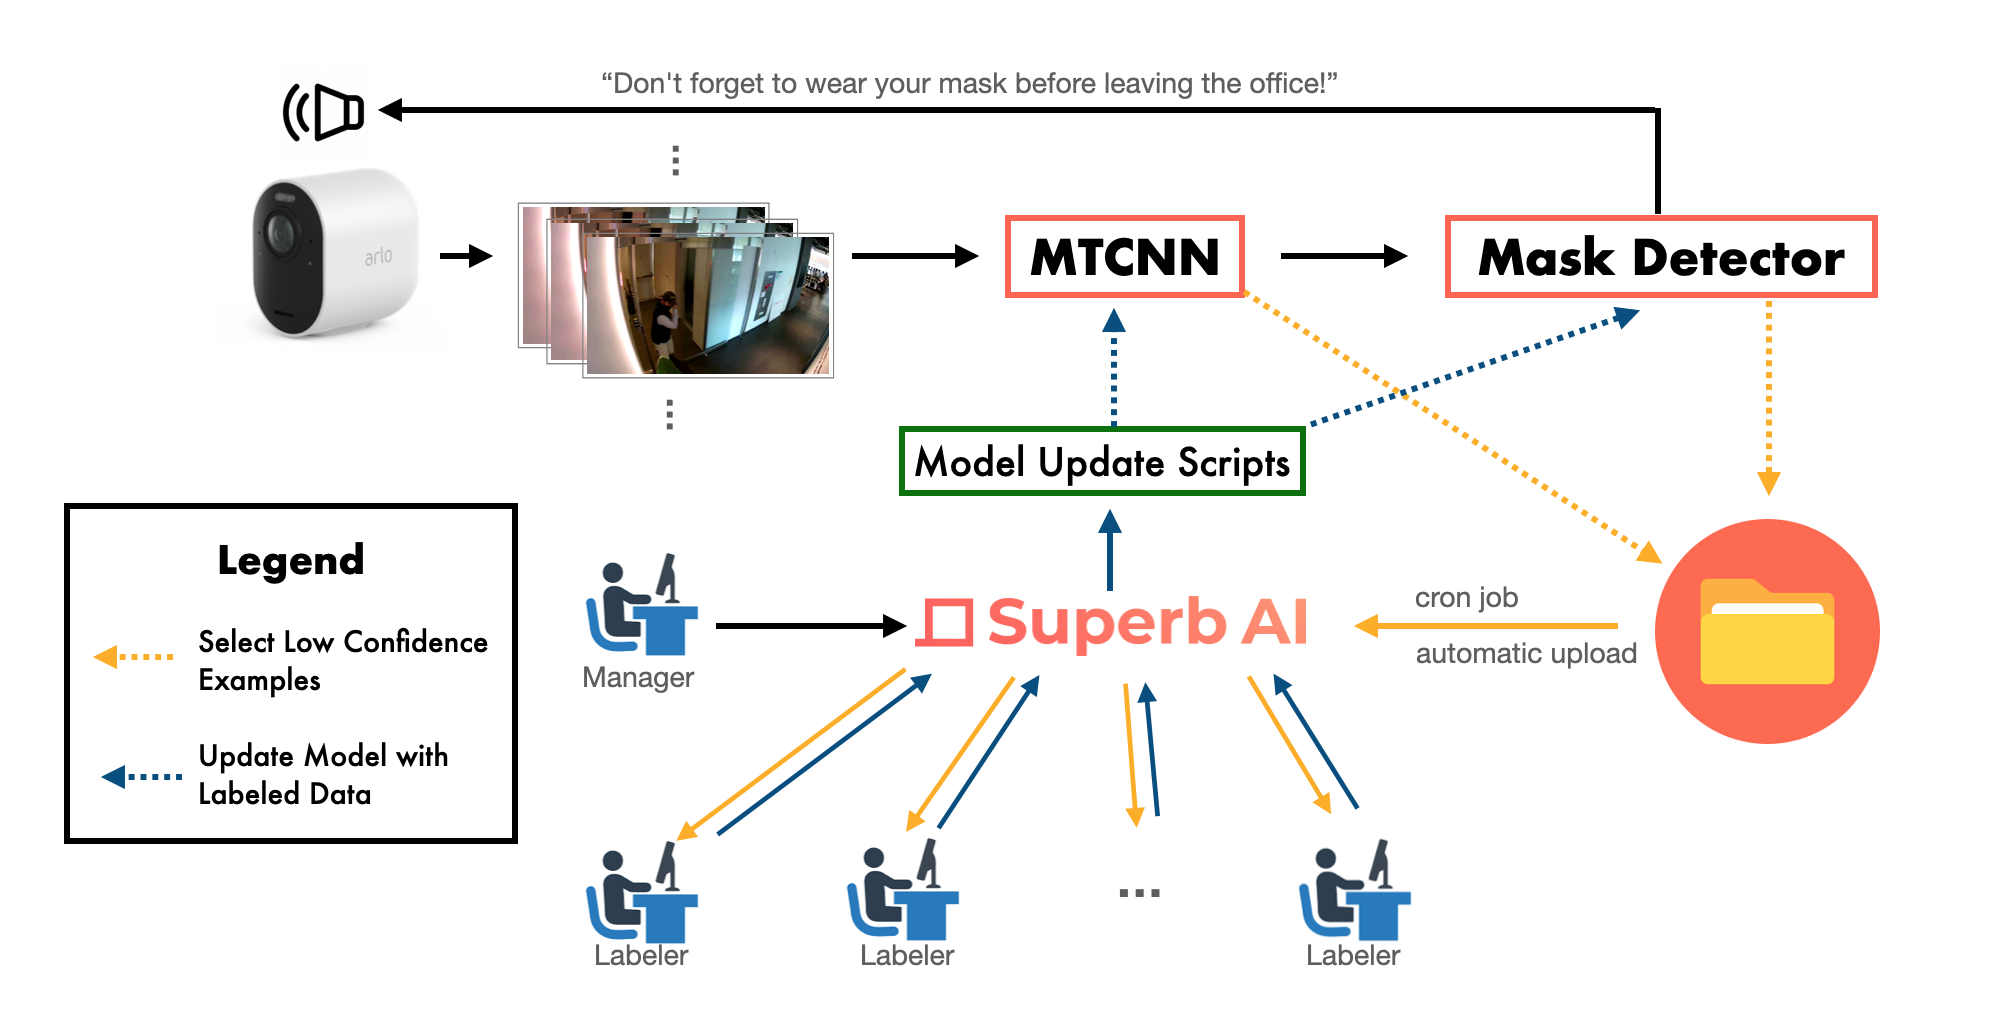 “Don't forget to wear your mask before leaving the office!”
arlo
MTCNN
Mask Detector
Model Update Scripts
Legend
Select Low Confidence
Examples
Update Model with
Labeled Data
Manager
Superb AI
cron job
automatic upload
Labeler
Labeler
...
Labeler